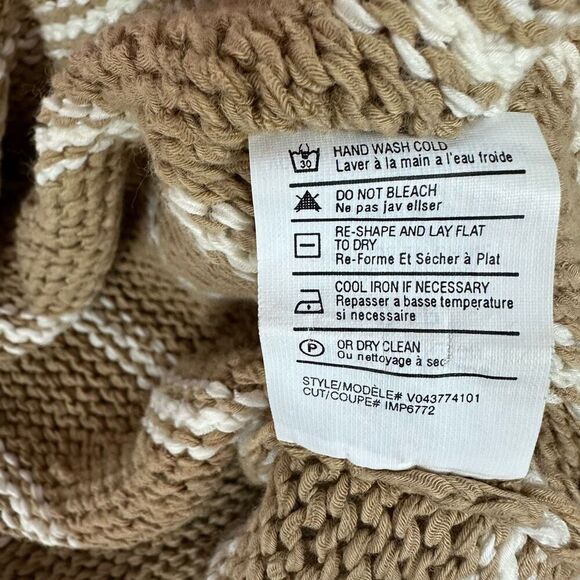 30
HAND WASH COLD
Laver à la main a l'eau froide
DO NOT BLEACH
Ne pas jav ellser
RE-SHAPE AND LAY FLAT
TO DRY
Re-Forme Et Sécher à Plat
COOL IRON IF NECESSARY
Repasser a basse temperature
si necessaire
P
OR DRY CLEAN
Ou nettoyage à sec
STYLE/MODÈLE# V043774101
CUT/COUPE# IMP6772